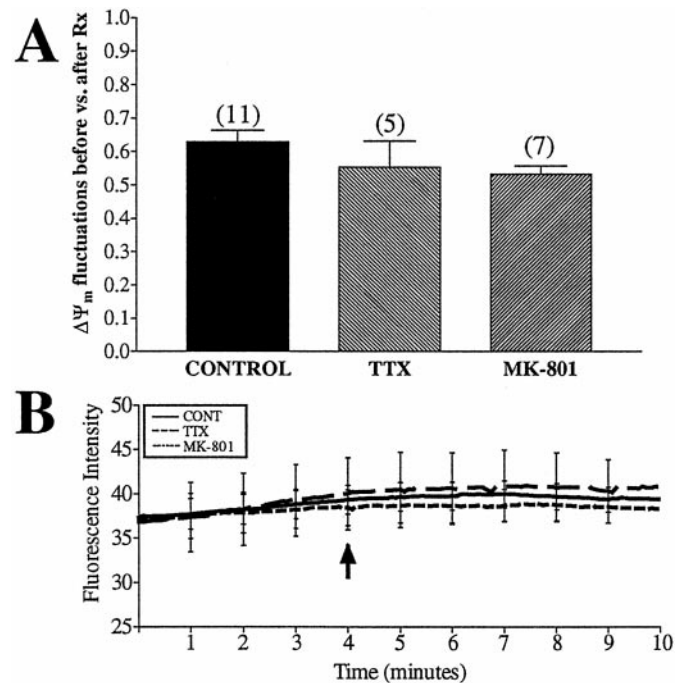 A
ΔΨm fluctuations before vs. after Rx
1.0
0.9
0.8
0.7
0.6
0.5
0.4
0.3
0.2
0.1
0.0
(11)
(5)
(7)
CONTROL
TTX
MK-801
B
Fluorescence Intensity
50
45
40
35
30
25
CONT
TTX
MK-801
1 2 3 4 5 6 7 8 9 10
Time (minutes)